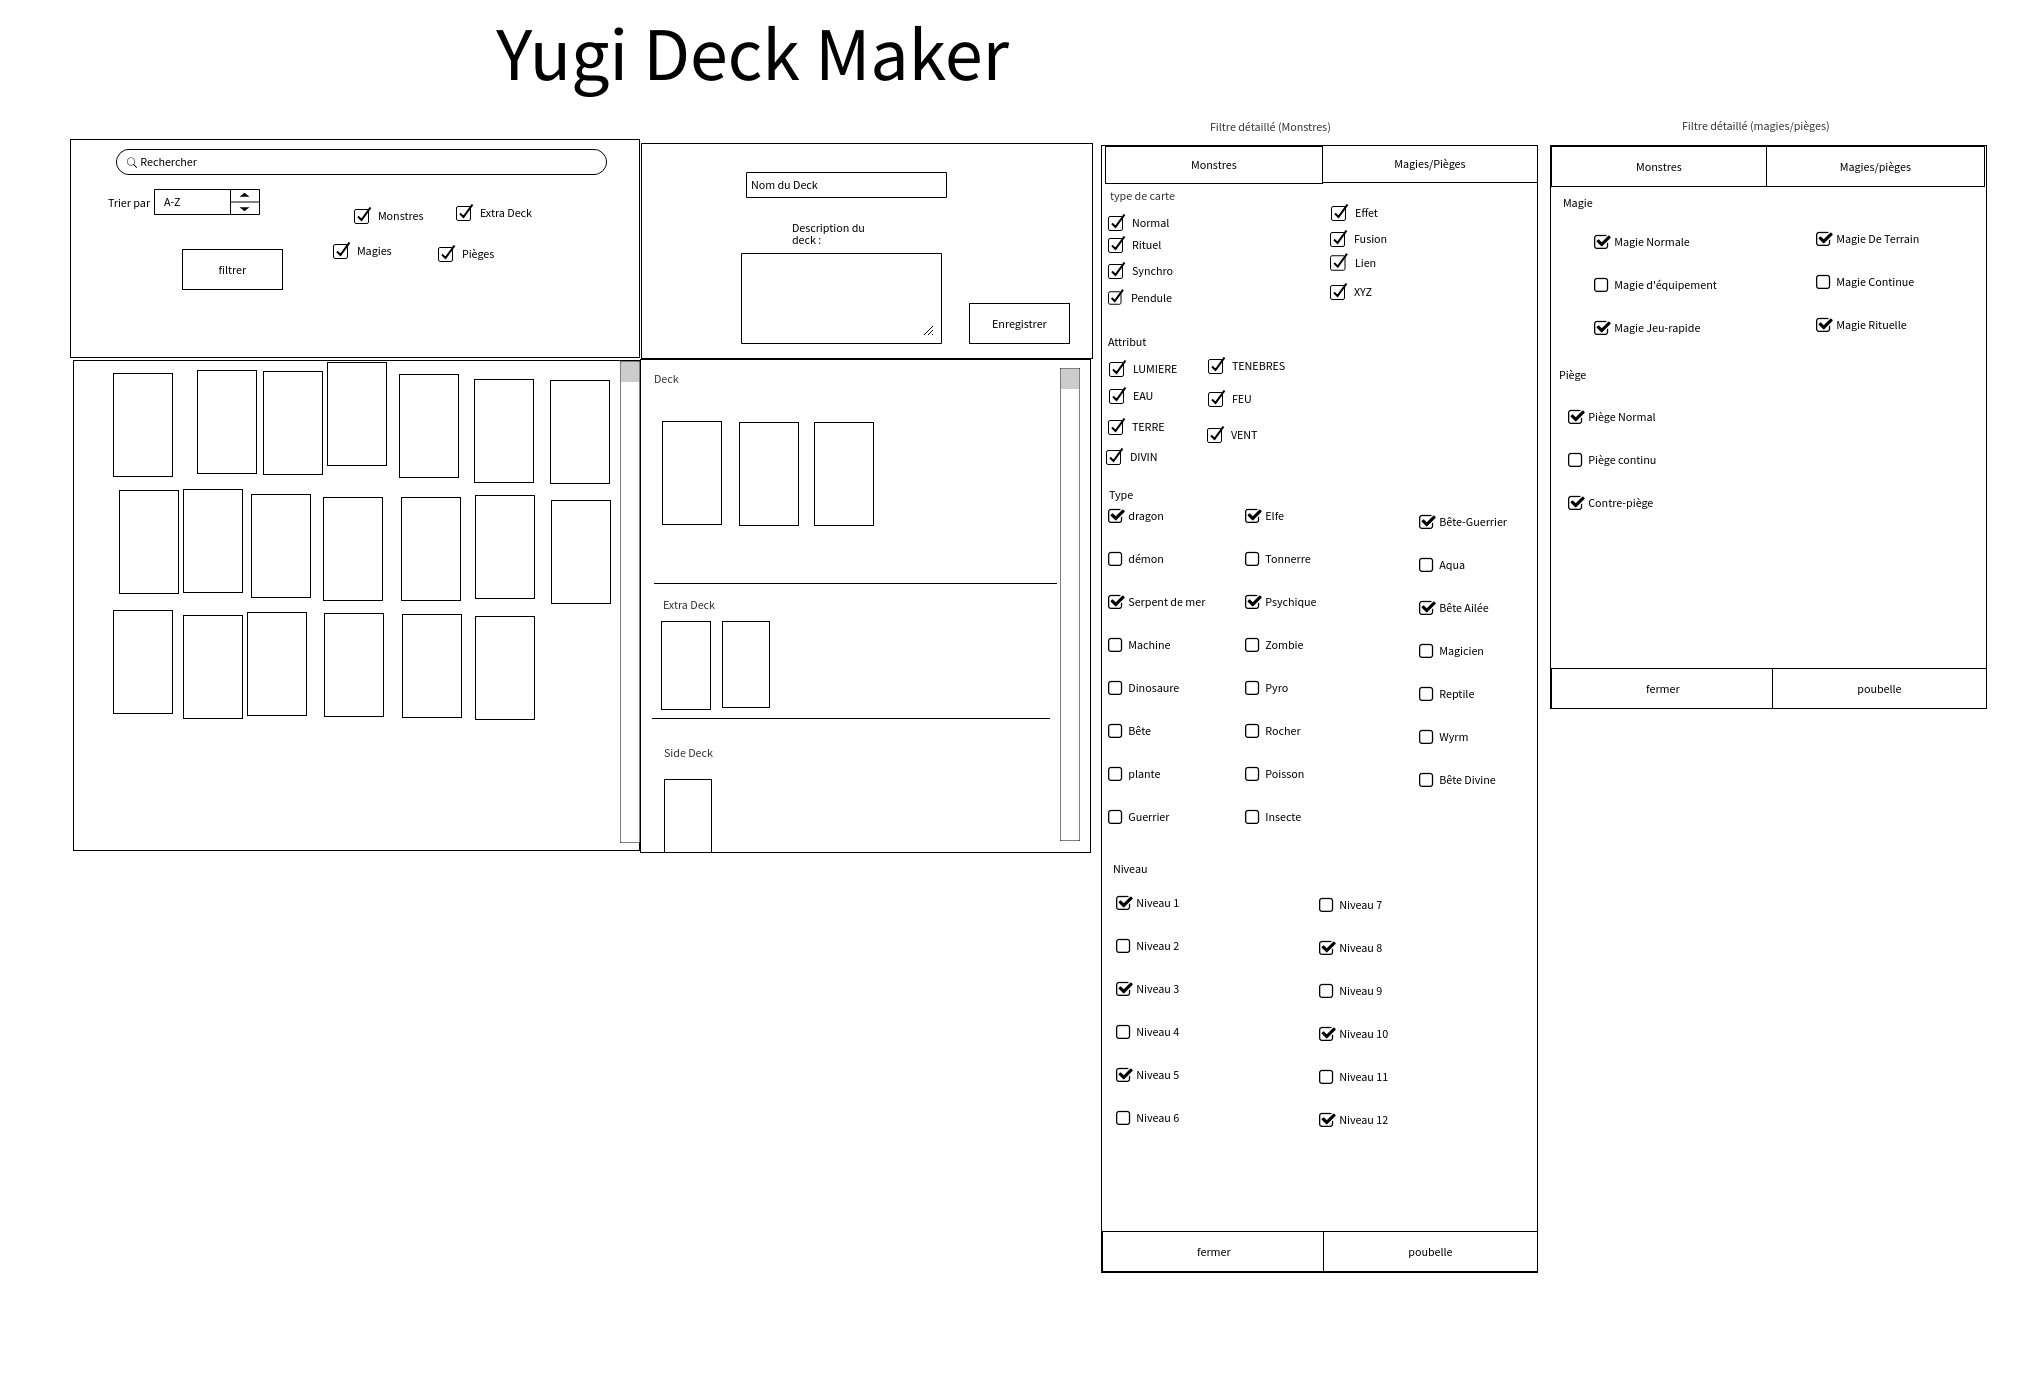 Yugi Deck Maker
Rechercher
Trier par
A-Z
Monstres
Extra Deck
Magies
Pièges
filtrer
Nom du Deck
Description du
deck :
Enregistrer
Deck
Extra Deck
Side Deck
Filtre détaillé (Monstres)
Monstres
Magies/Pièges
type de carte
Normal
Effet
Rituel
Fusion
Synchro
Lien
Pendule
XYZ
Attribut
LUMIERE
TENEBRES
EAU
FEU
TERRE
VENT
DIVIN
Type
dragon
Elfe
Bête-Guerrier
démon
Tonnerre
Aqua
Serpent de mer
Psychique
Bête Ailée
Machine
Zombie
Magicien
Dinosaure
Pyro
Reptile
Bête
Rocher
Wyrm
plante
Poisson
Bête Divine
Guerrier
Insecte
Niveau
Niveau 1
Niveau 7
Niveau 2
Niveau 8
Niveau 3
Niveau 9
Niveau 4
Niveau 10
Niveau 5
Niveau 11
Niveau 6
Niveau 12
fermer
poubelle
Filtre détaillé (magies/pièges)
Monstres
Magies/pièges
Magie
Magie Normale
Magie De Terrain
Magie d'équipement
Magie Continue
Magie Jeu-rapide
Magie Rituelle
Piège
Piège Normal
Piège continu
Contre-piège
fermer
poubelle